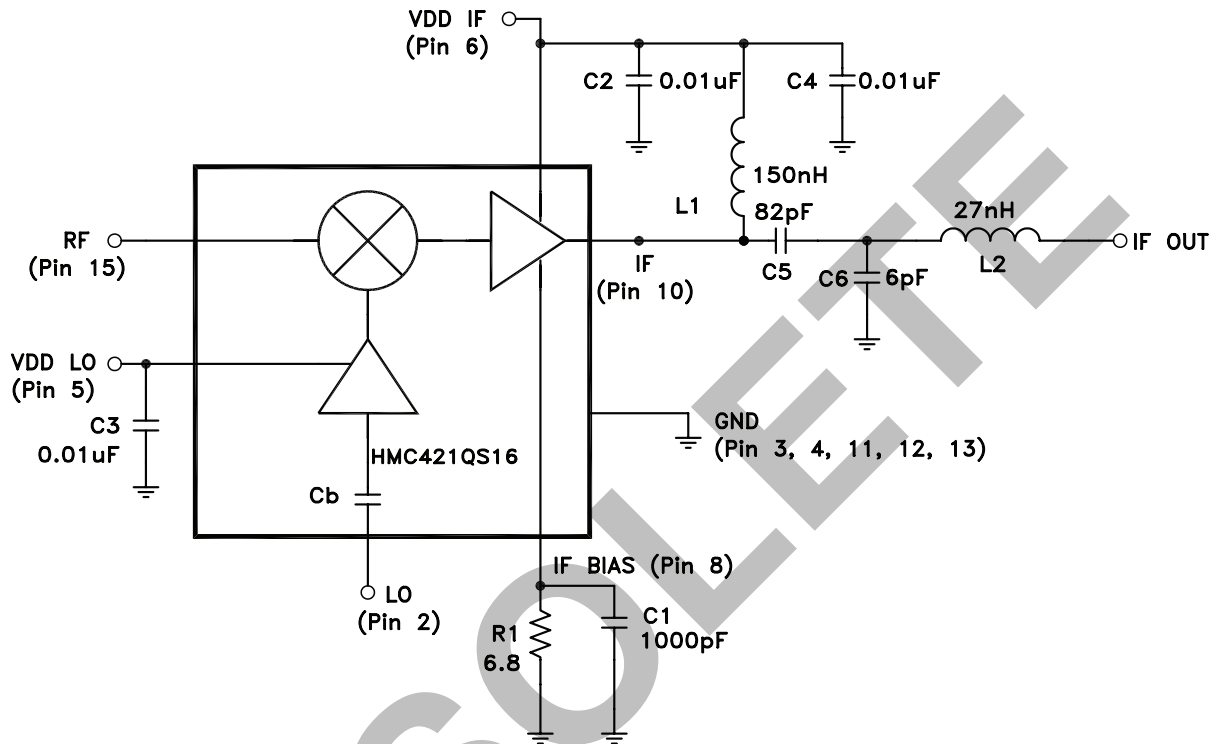 VDD IF
(Pin 6)
C2
0.01uF
C4
0.01uF
150nH
L1
82pF
27nH
RF
(Pin 15)
IF
(Pin 10)
C5
C6
6pF
L2
IF OUT
VDD LO
(Pin 5)
C3
0.01uF
HMC421QS16
GND
(Pin 3, 4, 11, 12, 13)
Cb
LO
(Pin 2)
IF BIAS (Pin 8)
R1
6.8
C1
1000pF
SOLETE